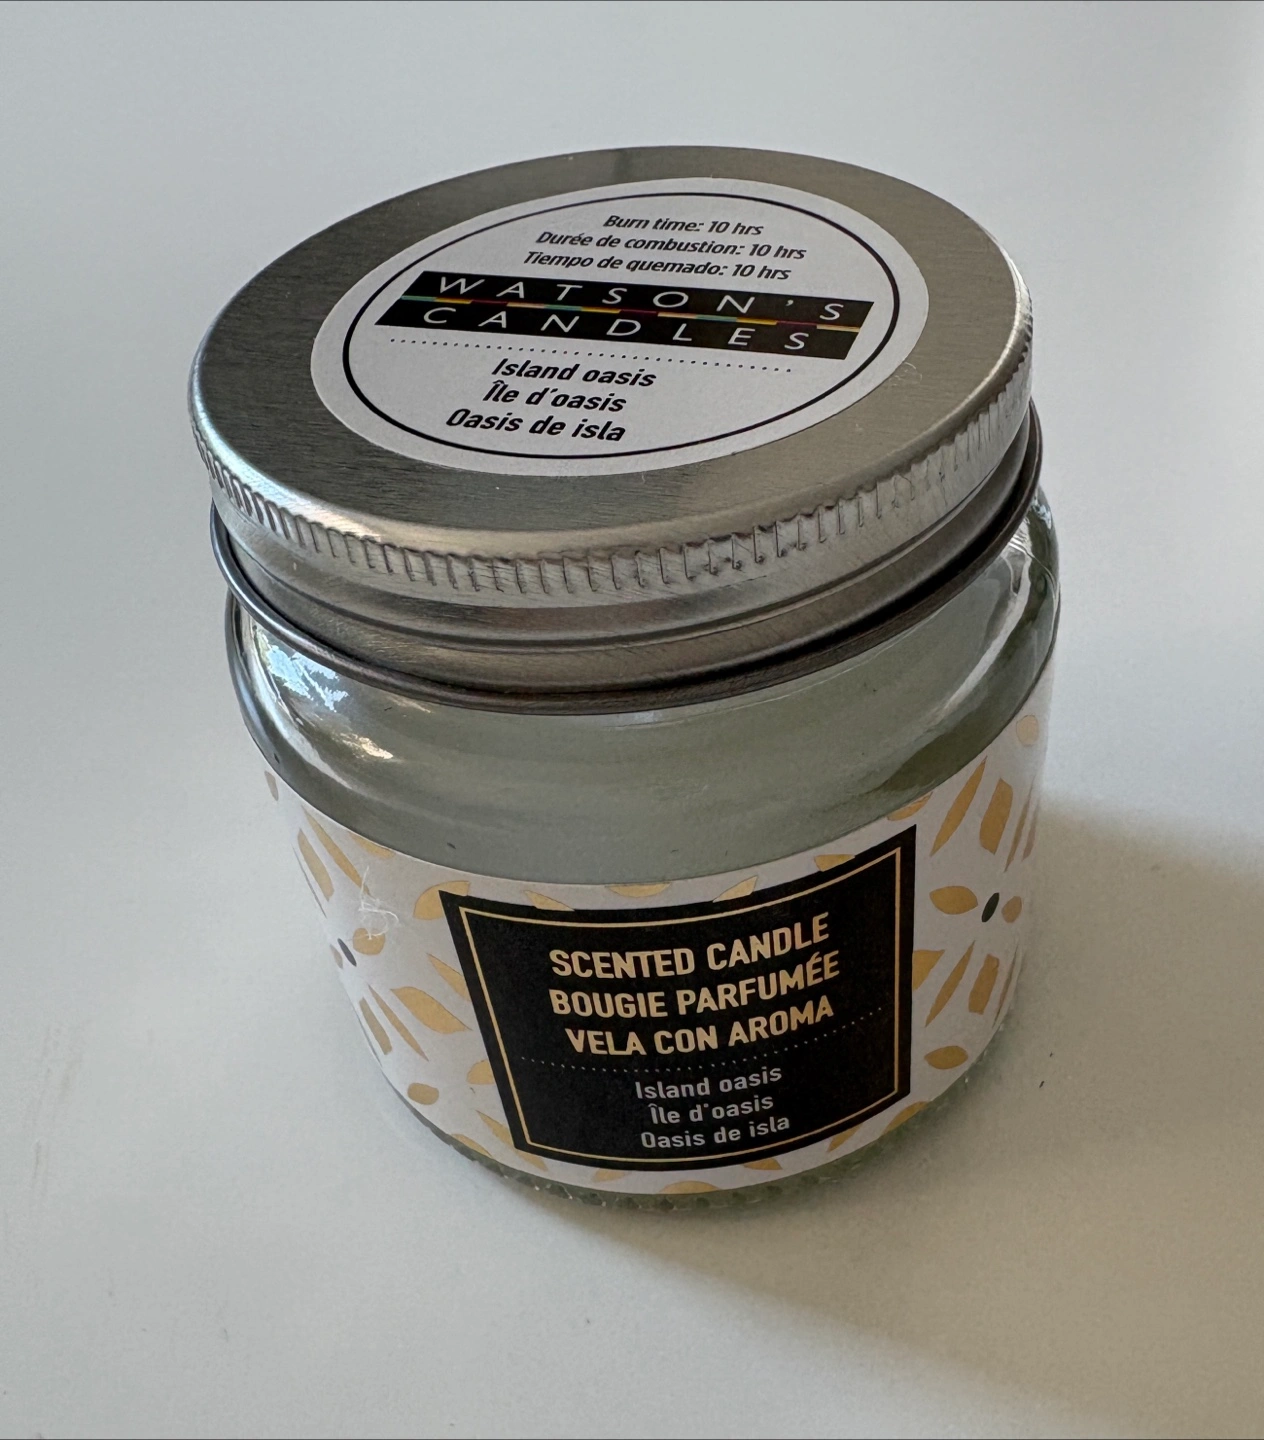 Burn time: 10 hrs
Durée de combustion: 10 hrs
Tiempo de quemado: 10 hrs
WATSON'S
CANDLES
Island oasis
Île d'oasis
Oasis de isla
SCENTED CANDLE
BOUGIE PARFUMÉE
VELA CON AROMA
Island oasis
Île d'oasis
Oasis de isla